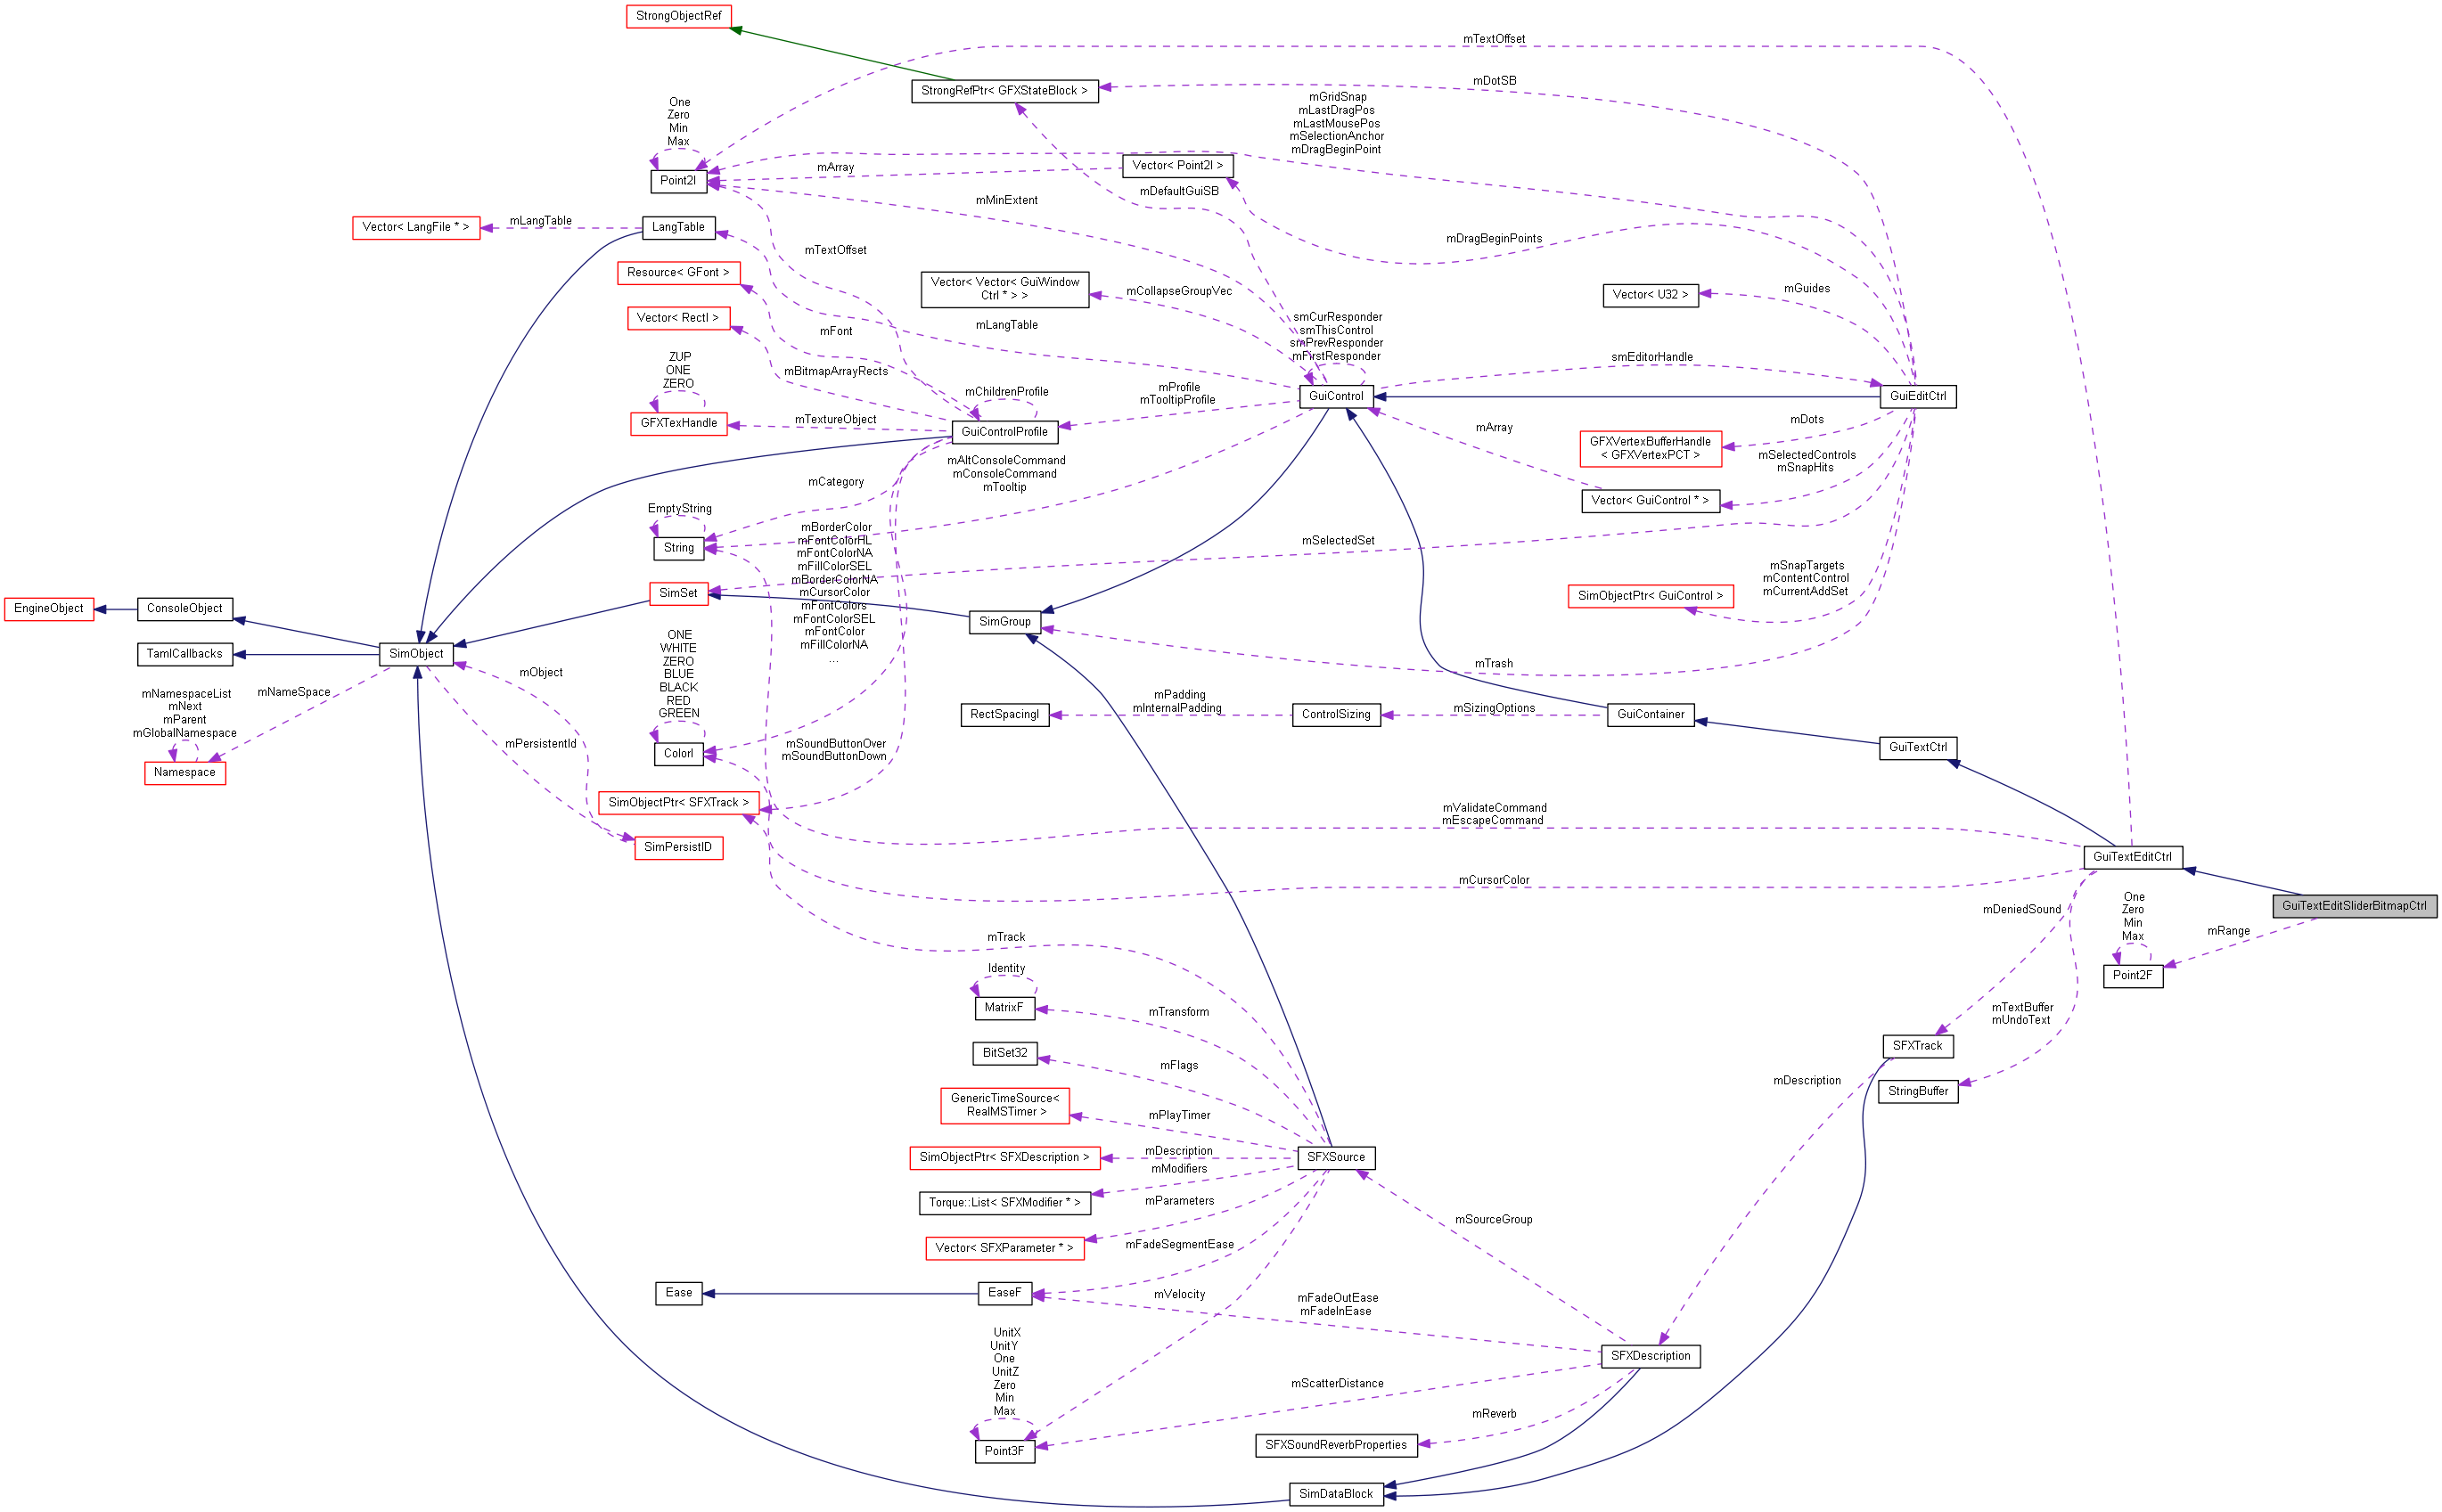 StrongObjectRef
mTextOffset
StrongRefPtr< GFXStateBlock >
mDotSB
One
Zero
Min
Max
mGridSnap
mLastDragPos
mLastMousePos
mSelectionAnchor
mDragBeginPoint
Point2I
mArray
Vector< Point2I >
mDefaultGuiSB
mMinExtent
Vector< LangFile * >
mLangTable
LangTable
mTextOffset
mDragBeginPoints
Resource< GFont >
Vector< Vector< GuiWindow
Ctrl * > >
mCollapseGroupVec
Vector< U32 >
mGuides
Vector< RectI >
mFont
mLangTable
smCurResponder
smThisControl
smPrevResponder
mFirstResponder
smEditorHandle
ZUP
ONE
ZERO
mBitmapArrayRects
mChildrenProfile
mProfile
mTooltipProfile
GuiControl
GuiEditCtrl
GFXTexHandle
mTextureObject
GuiControlProfile
mArray
mDots
GFXVertexBufferHandle
< GFXVertexPCT >
mAltConsoleCommand
mConsoleCommand
mTooltip
mSelectedControls
mSnapHits
mCategory
Vector< GuiControl * >
EmptyString
String
mBorderColor
mFontColorHL
mFontColorNA
mFillColorSEL
mBorderColorNA
mCursorColor
mFontColors
mFontColorSEL
mFontColor
mFillColorNA
...
mSelectedSet
mSnapTargets
mContentControl
mCurrentAddSet
SimObjectPtr< GuiControl >
EngineObject
ConsoleObject
SimSet
SimGroup
TamlCallbacks
SimObject
mObject
mTrash
ONE
WHITE
ZERO
BLUE
BLACK
RED
GREEN
mNamespaceList
mNext
mParent
mGlobalNamespace
mNameSpace
RectSpacingI
mPadding
mInternalPadding
ControlSizing
mSizingOptions
GuiContainer
GuiTextCtrl
ColorI
mPersistentId
mSoundButtonOver
mSoundButtonDown
Namespace
SimObjectPtr< SFXTrack >
mValidateCommand
mEscapeCommand
SimPersistID
GuiTextEditCtrl
mCursorColor
GuiTextEditSliderBitmapCtrl
mDeniedSound
One
Zero
Min
Max
mRange
mTrack
Identity
Point2F
MatrixF
mTransform
mTextBuffer
mUndoText
BitSet32
mFlags
SFXTrack
mDescription
StringBuffer
GenericTimeSource<
RealMSTimer >
mPlayTimer
SimObjectPtr< SFXDescription >
mDescription
mModifiers
SFXSource
Torque::List< SFXModifier * >
mParameters
mSourceGroup
Vector< SFXParameter * >
mFadeSegmentEase
Ease
EaseF
mVelocity
mFadeOutEase
mFadeInEase
UnitX
UnitY
One
UnitZ
Zero
Min
Max
SFXDescription
mScatterDistance
mReverb
Point3F
SFXSoundReverbProperties
SimDataBlock